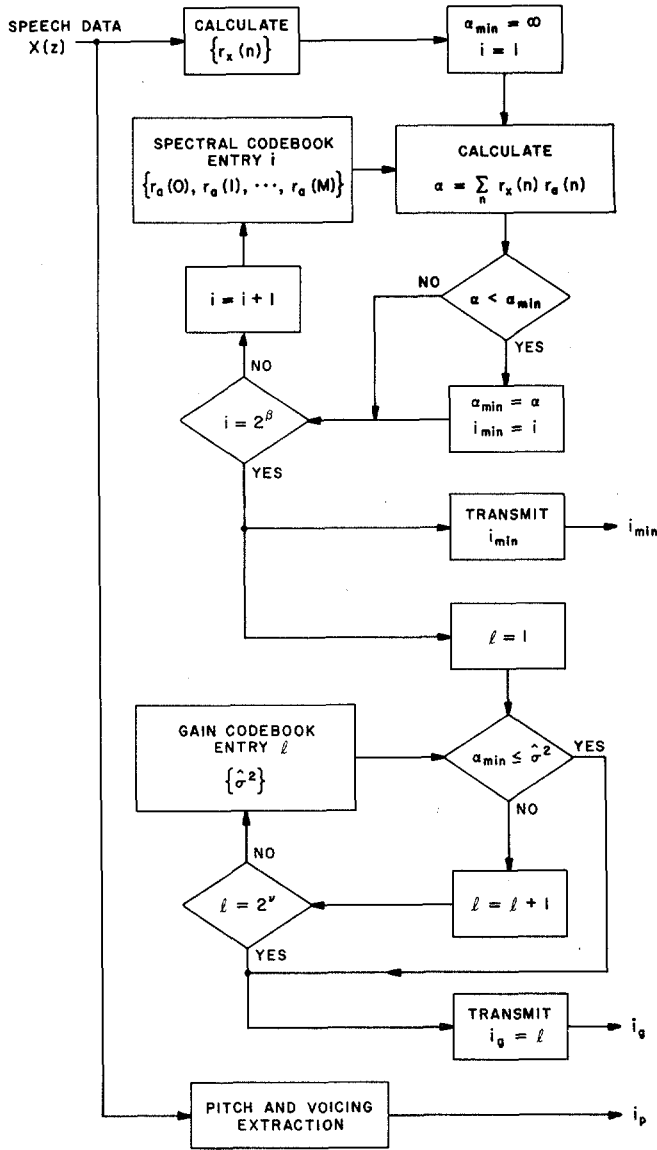 SPEECH DATA
X(z)
CALCULATE
{rₓ(n)}
α_min = ∞
i = 1
SPECTRAL CODEBOOK
ENTRY i
{r_a(0), r_a(1), ···, r_a(M)}
CALCULATE
α = Σ_n rₓ(n) r_a(n)
i = i + 1
NO
α < α_min
YES
NO
i = 2^β
YES
α_min = α
i_min = i
TRANSMIT
i_min
i_min
ℓ = 1
GAIN CODEBOOK
ENTRY ℓ
{σ̂²}
α_min ≤ σ̂²
YES
NO
NO
ℓ = 2^ν
YES
ℓ = ℓ + 1
TRANSMIT
i_g = ℓ
i_g
PITCH AND VOICING
EXTRACTION
i_p